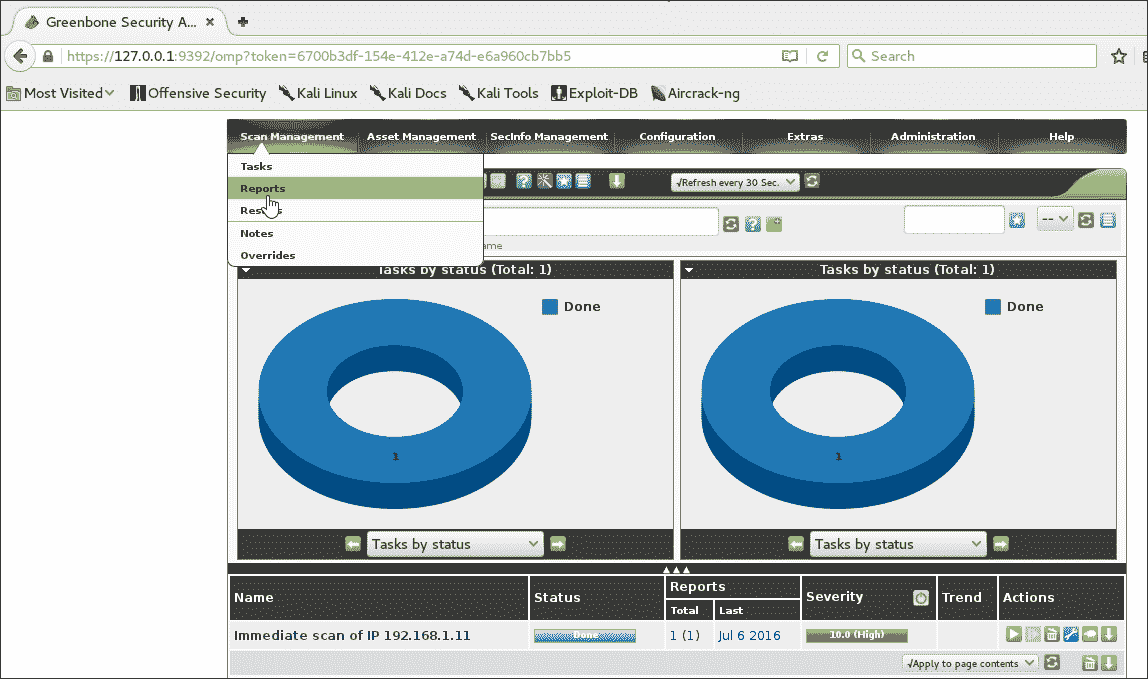 Greenbone Security A...
https://127.0.0.1:9392/omp?token=6700b3df-154e-412e-a74d-e6a960cb7bb5
Search
Most Visited Offensive Security Kali Linux Kali Docs Kali Tools Exploit-DB Aircrack-ng
Scan Management Asset Management SecInfo Management Configuration Extras Administration Help
Tasks
Reports
√Refresh every 30 Sec.
--
Notes
Overrides
Tasks by status (Total: 1) Tasks by status (Total: 1)
Done Done
1 1
Tasks by status Tasks by status
Name Status Reports Severity Trend Actions
Total Last
Immediate scan of IP 192.168.1.11 Done 1 (1) Jul 6 2016 10.0 (High)
√Apply to page contents